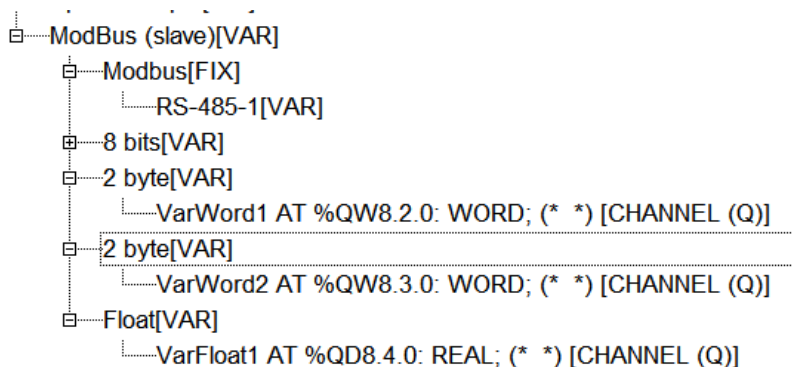 ModBus (slave)[VAR]
Modbus[FIX]
RS-485-1[VAR]
8 bits[VAR]
2 byte[VAR]
VarWord1 AT %QW8.2.0: WORD; (* *) [CHANNEL (Q)]
2 byte[VAR]
VarWord2 AT %QW8.3.0: WORD; (* *) [CHANNEL (Q)]
Float[VAR]
VarFloat1 AT %QD8.4.0: REAL; (* *) [CHANNEL (Q)]